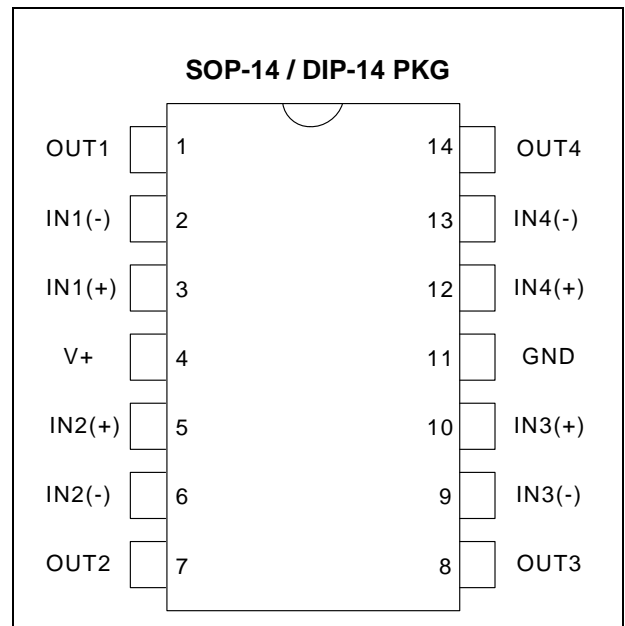 SOP-14 / DIP-14 PKG
OUT1 1 14 OUT4
IN1(-) 2 13 IN4(-)
IN1(+) 3 12 IN4(+)
V+ 4 11 GND
IN2(+) 5 10 IN3(+)
IN2(-) 6 9 IN3(-)
OUT2 7 8 OUT3